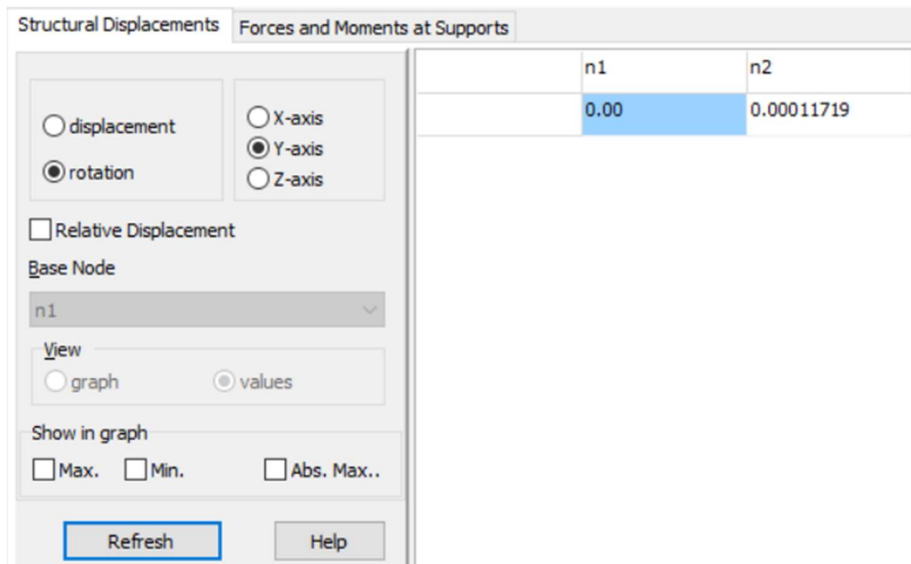 Structural Displacements Forces and Moments at Supports
displacement
rotation
X-axis
Y-axis
Z-axis
Relative Displacement
Base Node
n1
View
graph values
Show in graph
Max. Min. Abs. Max..
Refresh Help
n1 n2
0.00 0.00011719